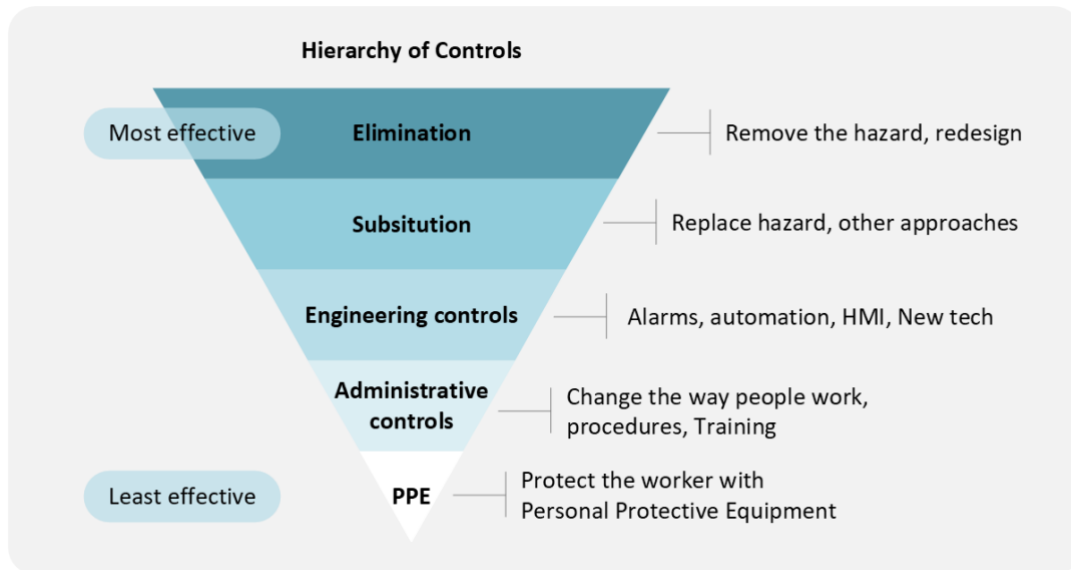 Hierarchy of Controls
Most effective
Elimination
Remove the hazard, redesign
Subsitution
Replace hazard, other approaches
Engineering controls
Alarms, automation, HMI, New tech
Administrative
controls
Change the way people work,
procedures, Training
Least effective
PPE
Protect the worker with
Personal Protective Equipment